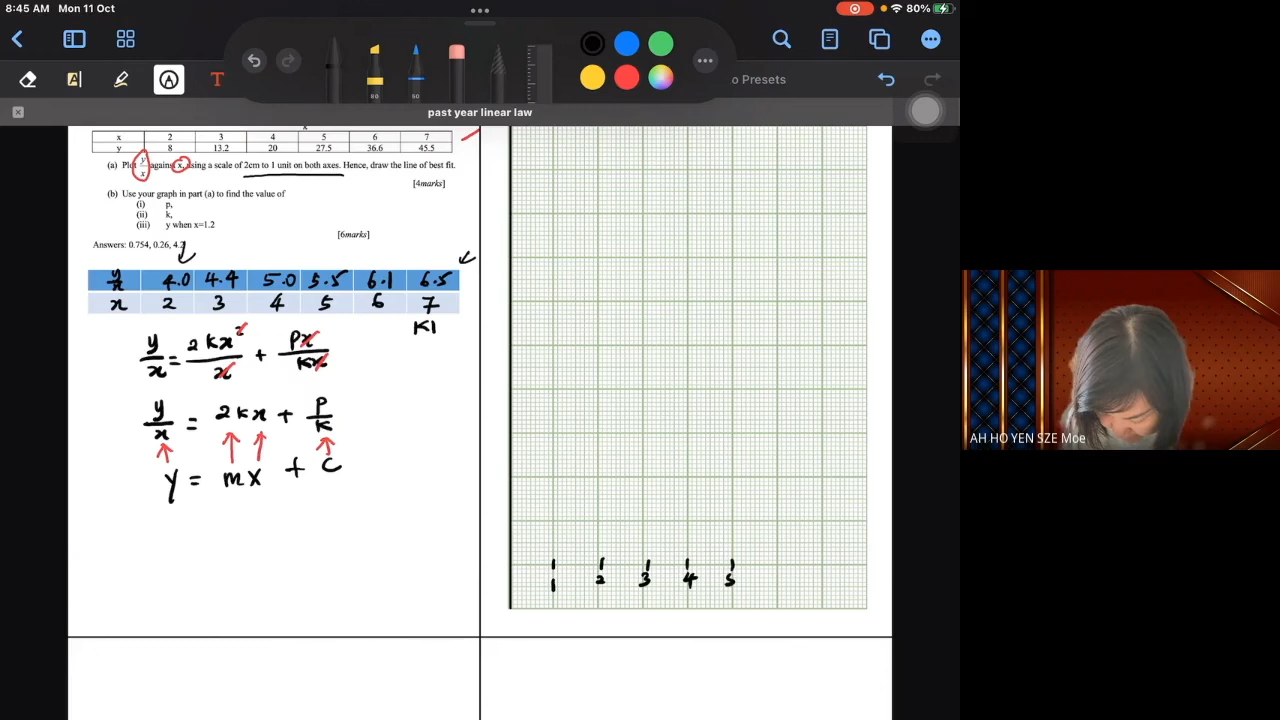 8:45 AM Mon 11 Oct
80%
T
o Presets
past year linear law
x 2 3 4 5 6 7
y 8 13.2 20 27.5 36.6 45.5
(a) Plot y/x against x, using a scale of 2cm to 1 unit on both axes. Hence, draw the line of best fit.
[4marks]
(b) Use your graph in part (a) to find the value of
(i) p,
(ii) k,
(iii) y when x=1.2
[6marks]
Answers: 0.754, 0.26, 4.2
y/x 4.0 4.4 5.0 5.5 6.1 6.5
x 2 3 4 5 6 7
K1
y/x = 2kx²/x + Px/kx
y/x = 2kx + P/k
Y = mX + C
1 2 3 4 5
80 80 50
AH HO YEN SZE Moe